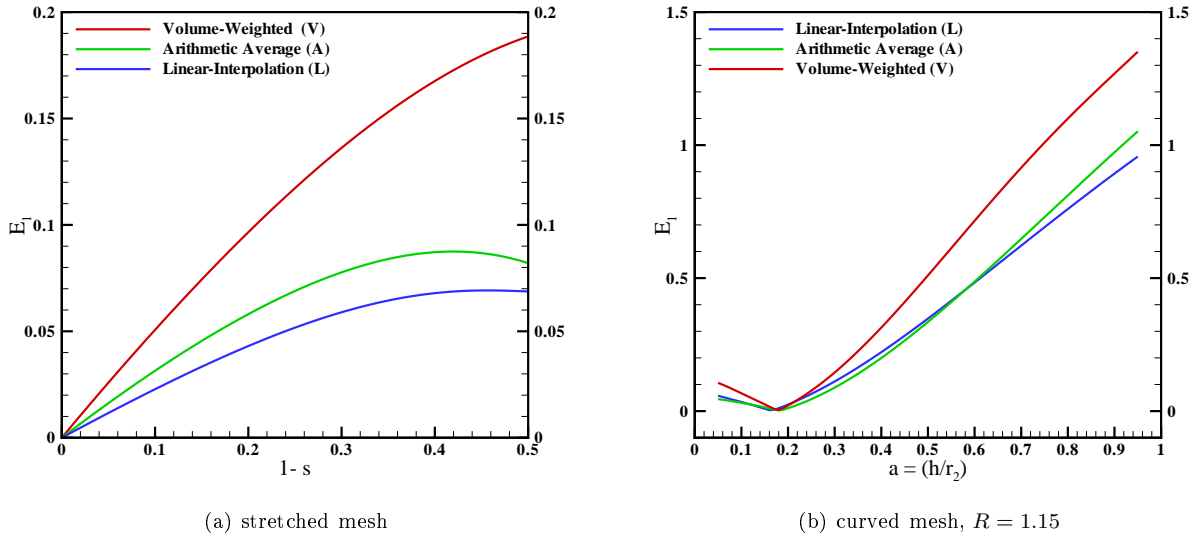 Volume-Weighted (V)
Arithmetic Average (A)
Linear-Interpolation (L)
0.2
0.15
0.1
0.05
0
E1
0.2
0.15
0.1
0.05
0
0 0.1 0.2 0.3 0.4 0.5
1- s
(a) stretched mesh
Linear-Interpolation (L)
Arithmetic Average (A)
Volume-Weighted (V)
1.5
1
0.5
0
E1
1.5
1
0.5
0
0.1 0.2 0.3 0.4 0.5 0.6 0.7 0.8 0.9 1
a = (h/r2)
(b) curved mesh, R = 1.15